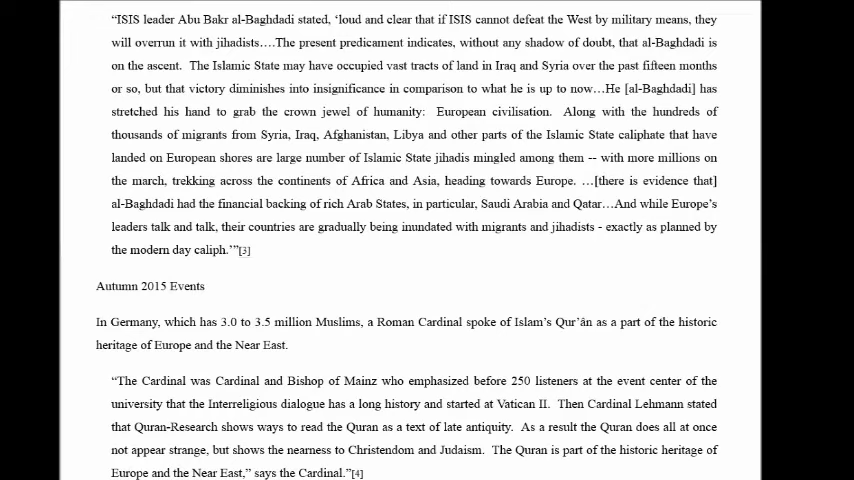 “ISIS leader Abu Bakr al-Baghdadi stated, ‘loud and clear that if ISIS cannot defeat the West by military means, they
will overrun it with jihadists….The present predicament indicates, without any shadow of doubt, that al-Baghdadi is
on the ascent. The Islamic State may have occupied vast tracts of land in Iraq and Syria over the past fifteen months
or so, but that victory diminishes into insignificance in comparison to what he is up to now…He [al-Baghdadi] has
stretched his hand to grab the crown jewel of humanity: European civilisation. Along with the hundreds of
thousands of migrants from Syria, Iraq, Afghanistan, Libya and other parts of the Islamic State caliphate that have
landed on European shores are large number of Islamic State jihadis mingled among them -- with more millions on
the march, trekking across the continents of Africa and Asia, heading towards Europe. …[there is evidence that]
al-Baghdadi had the financial backing of rich Arab States, in particular, Saudi Arabia and Qatar…And while Europe’s
leaders talk and talk, their countries are gradually being inundated with migrants and jihadists - exactly as planned by
the modern day caliph.’”[3]
Autumn 2015 Events
In Germany, which has 3.0 to 3.5 million Muslims, a Roman Cardinal spoke of Islam’s Qur’ân as a part of the historic
heritage of Europe and the Near East.
“The Cardinal was Cardinal and Bishop of Mainz who emphasized before 250 listeners at the event center of the
university that the Interreligious dialogue has a long history and started at Vatican II. Then Cardinal Lehmann stated
that Quran-Research shows ways to read the Quran as a text of late antiquity. As a result the Quran does all at once
not appear strange, but shows the nearness to Christendom and Judaism. The Quran is part of the historic heritage of
Europe and the Near East,” says the Cardinal.”[4]